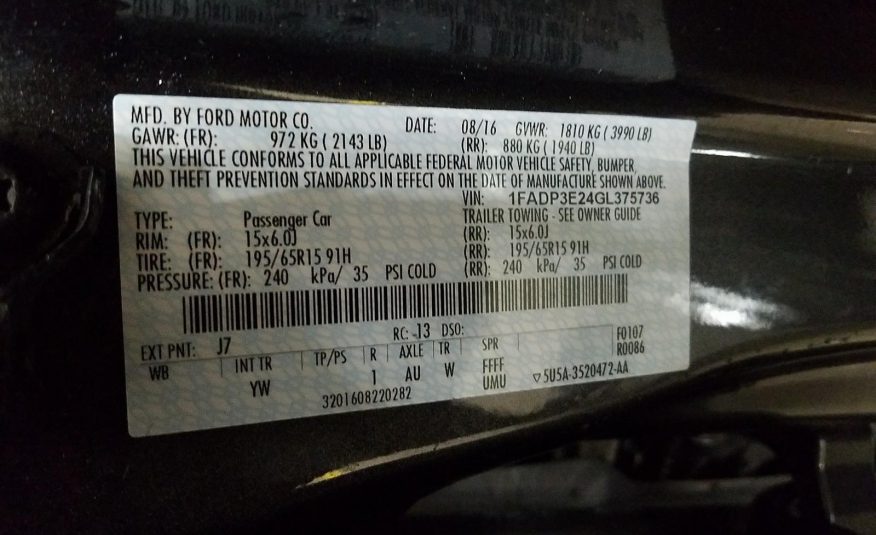 MFD. BY FORD MOTOR CO. DATE: 08/16 GVWR: 1810 KG ( 3990 LB)
GAWR: (FR): 972 KG ( 2143 LB) (RR): 880 KG ( 1940 LB)
THIS VEHICLE CONFORMS TO ALL APPLICABLE FEDERAL MOTOR VEHICLE SAFETY, BUMPER,
AND THEFT PREVENTION STANDARDS IN EFFECT ON THE DATE OF MANUFACTURE SHOWN ABOVE.
VIN: 1FADP3E24GL375736
TYPE: Passenger Car TRAILER TOWING - SEE OWNER GUIDE
RIM: (FR): 15x6.0J (RR): 15x6.0J
TIRE: (FR): 195/65R15 91H (RR): 195/65R15 91H
PRESSURE: (FR): 240 kPa/ 35 PSI COLD (RR): 240 kPa/ 35 PSI COLD
EXT PNT: J7 RC: -13 DSO: F0107
R0086
WB INT TR TP/PS R AXLE TR SPR
YW 1 AU W FFFF
UMU
3201608220282 ▽5U5A-3520472-AA